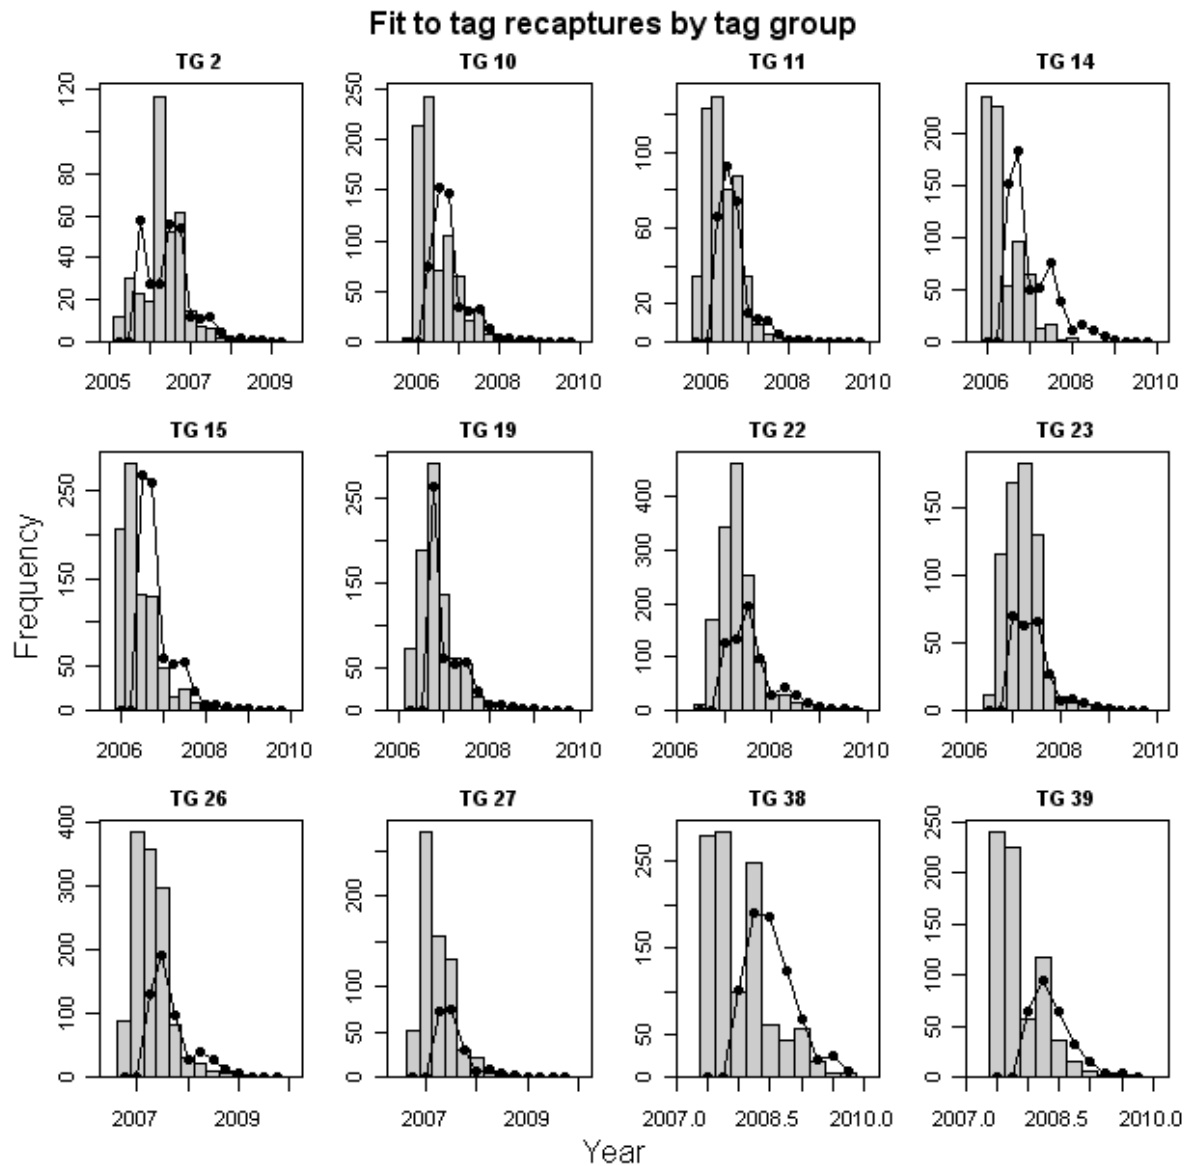 Fit to tag recaptures by tag group
TG 2 TG 10 TG 11 TG 14
120 80 60 40 20 0
250 200 150 100 50 0
100 60 20 0
200 150 100 50 0
2005 2007 2009 2006 2008 2010 2006 2008 2010 2006 2008 2010
TG 15 TG 19 TG 22 TG 23
250 150 50 0
250 150 50 0
400 300 200 100 0
150 100 50 0
2006 2008 2010 2006 2008 2010 2006 2008 2010 2006 2008 2010
Frequency
TG 26 TG 27 TG 38 TG 39
400 300 200 100 0
200 100 50 0
250 150 50 0
250 200 150 100 50 0
2007 2009 2007 2009 2007.0 2008.5 2010.0 2007.0 2008.5 2010.0
Year